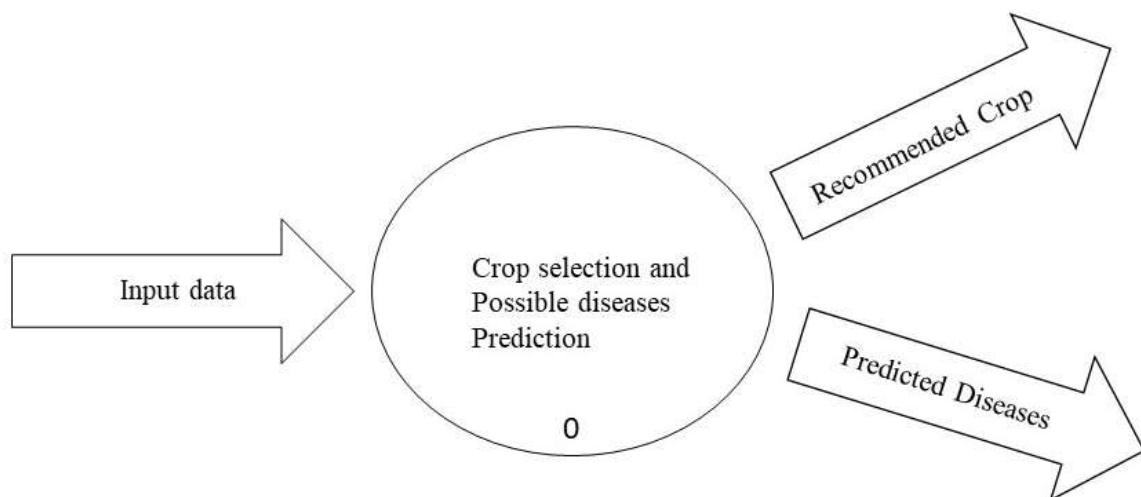 Input data
Crop selection and
Possible diseases
Prediction
0
Recommended Crop
Predicted Diseases